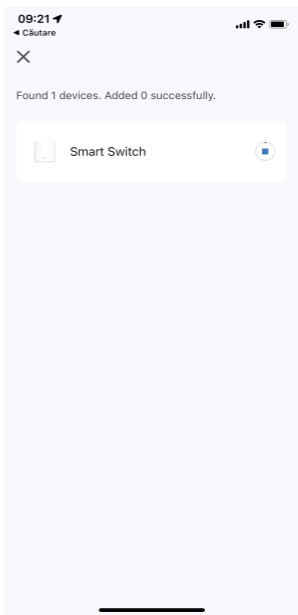 09:21
◀ Căutare
Found 1 devices. Added 0 successfully.
Smart Switch